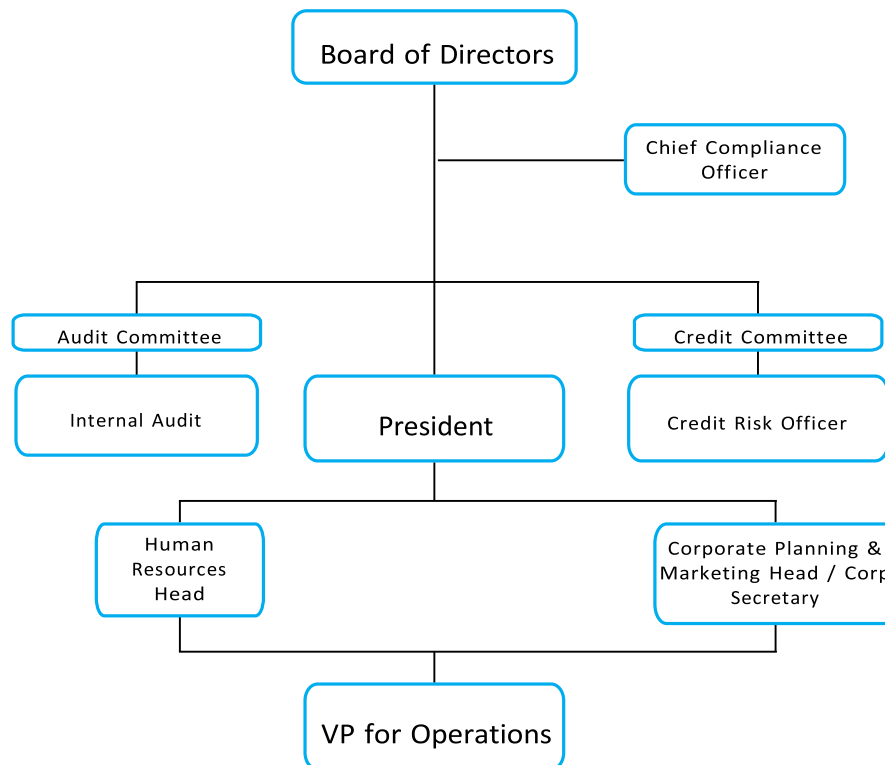 Board of Directors
Chief Compliance
Officer
Audit Committee
Credit Committee
Internal Audit
President
Credit Risk Officer
Human
Resources
Head
Corporate Planning &
Marketing Head / Corp
Secretary
VP for Operations